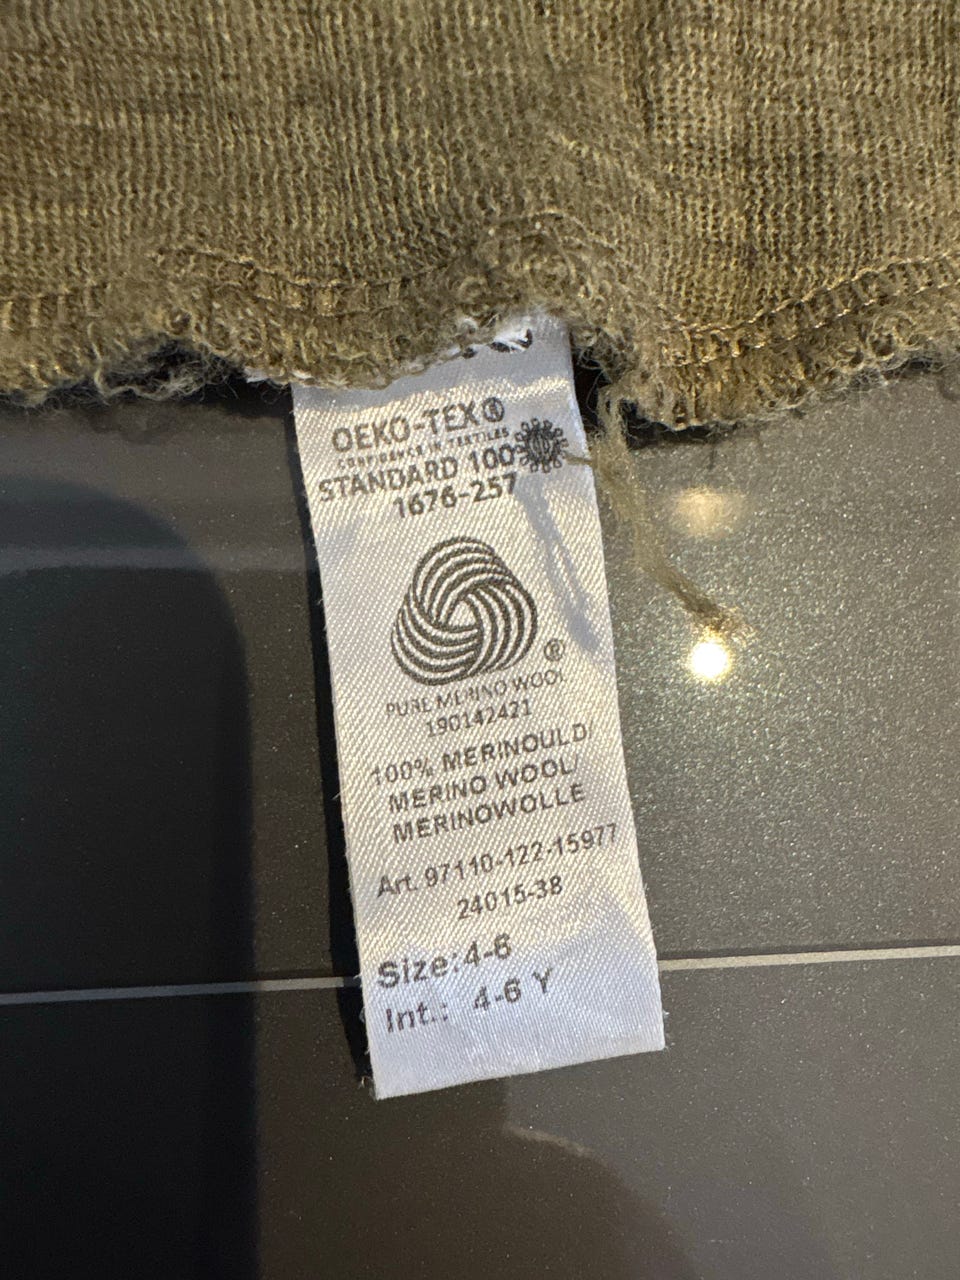 OEKO-TEX®
CONFIDENCE IN TEXTILES
STANDARD 100
1676-257
®
PURE MERINO WOOL
190142421
100% MERINOULD/
MERINO WOOL/
MERINOWOLLE
Art. 97110-122-15977
24015-38
Size:4-6
Int.: 4-6 Y